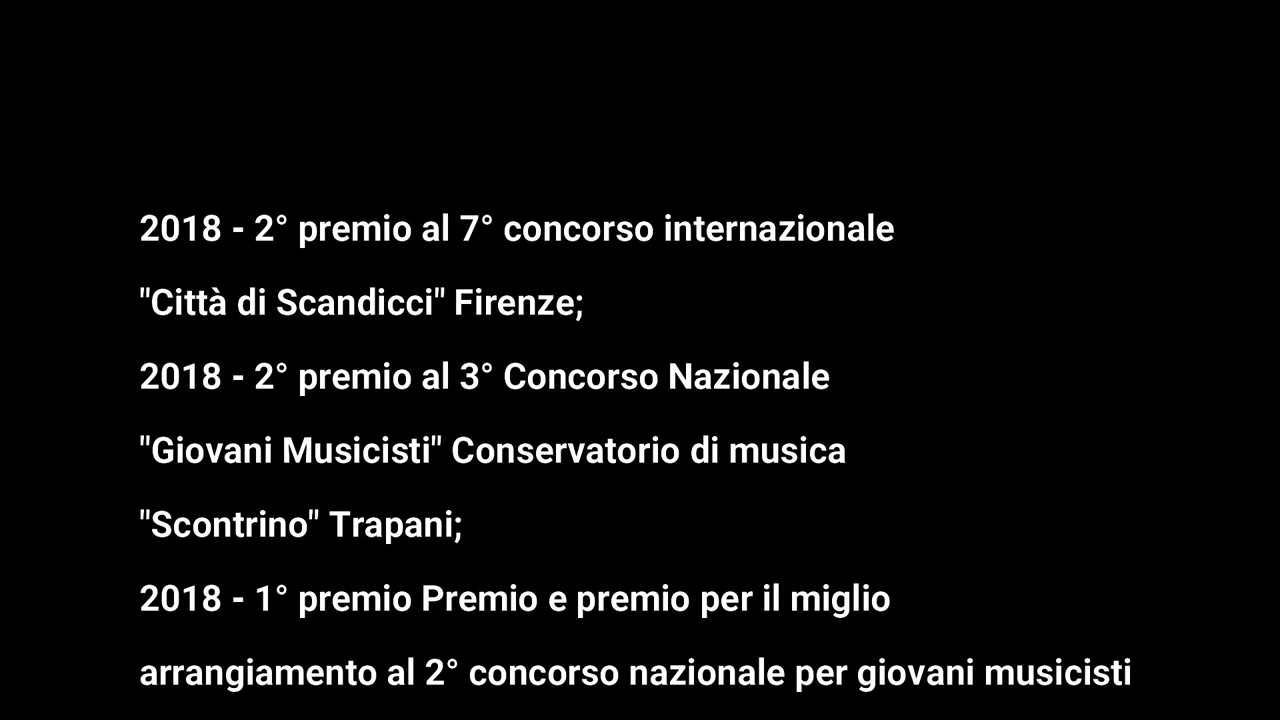 2018 - 2° premio al 7° concorso internazionale
"Città di Scandicci" Firenze;
2018 - 2° premio al 3° Concorso Nazionale
"Giovani Musicisti" Conservatorio di musica
"Scontrino" Trapani;
2018 - 1° premio Premio e premio per il miglio
arrangiamento al 2° concorso nazionale per giovani musicisti